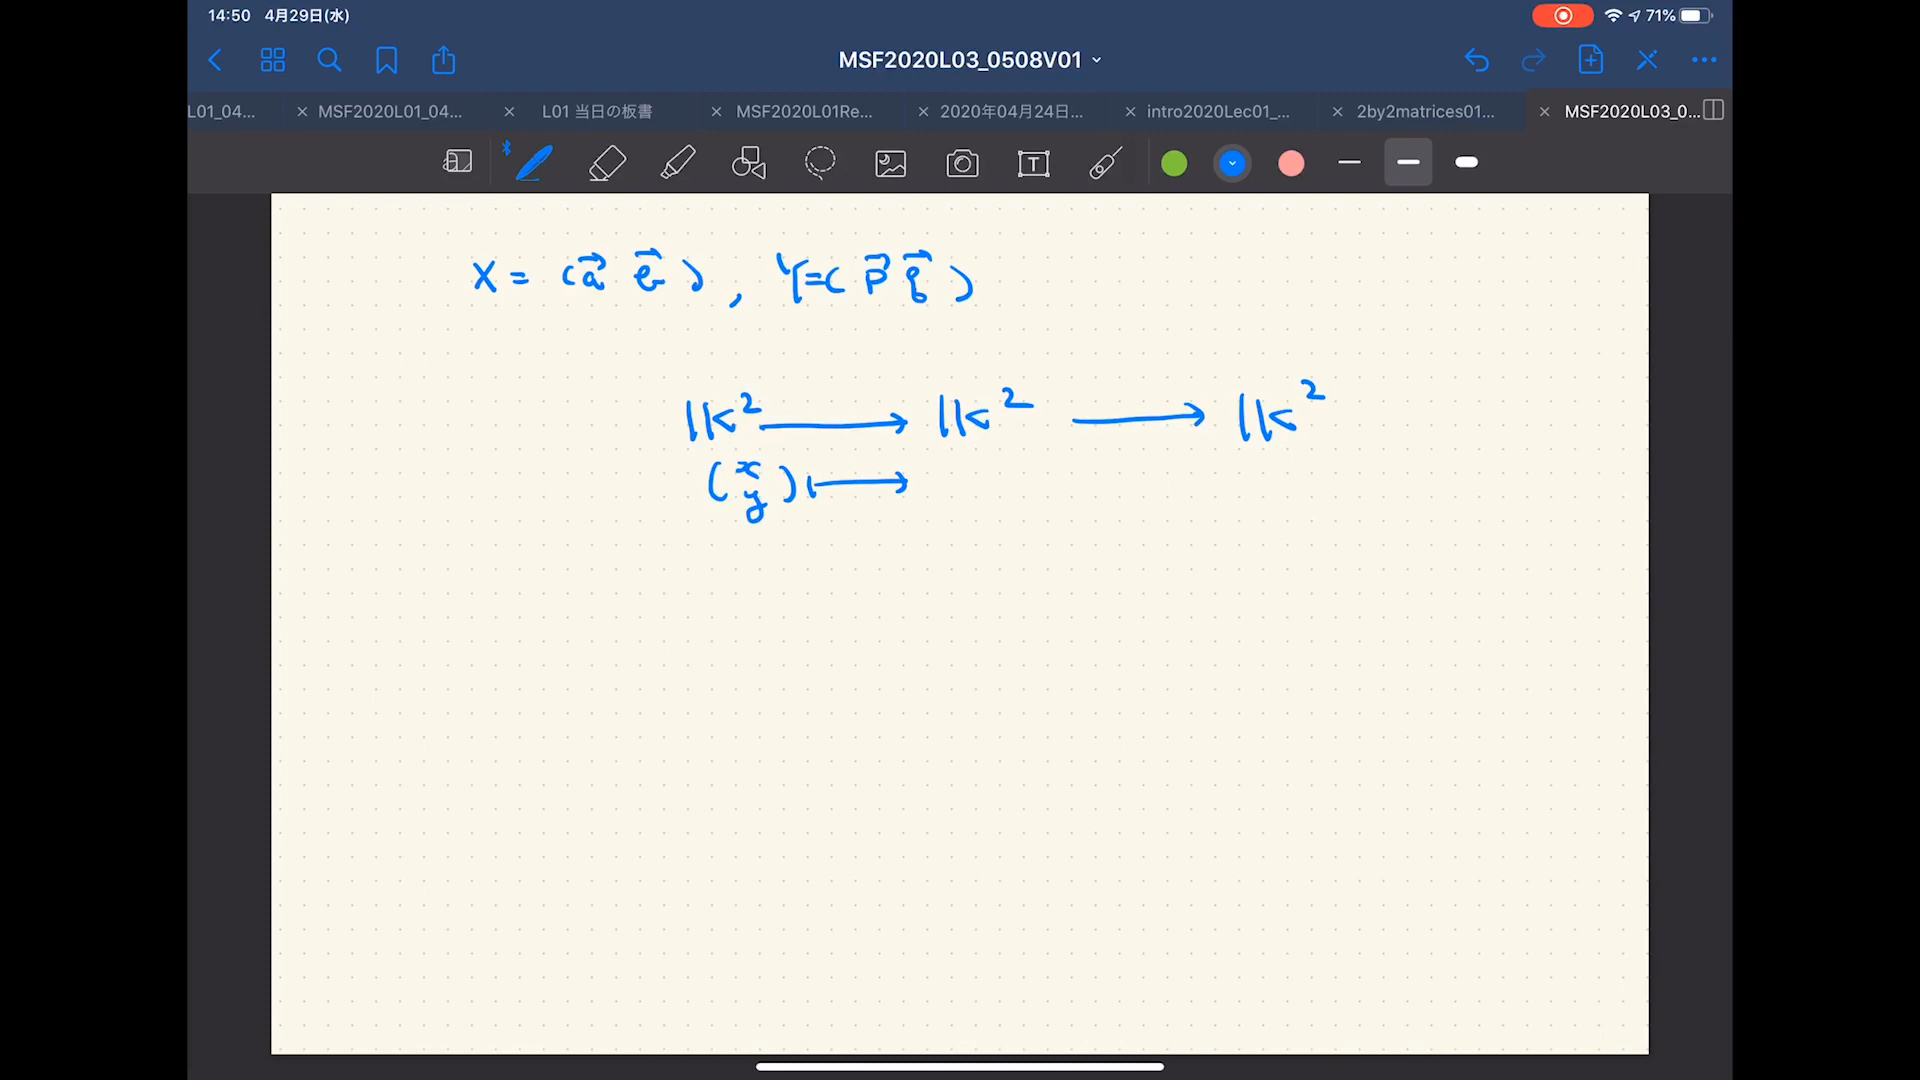 14:50 4月29日(水) 71%
MSF2020L03_0508V01
L01_04... MSF2020L01_04... L01 当日の板書 MSF2020L01Re... 2020年04月24日... intro2020Lec01_... 2by2matrices01... MSF2020L03_0...
X = (a⃗ b⃗), Y=(p⃗ q⃗)
𝕂² ⟶ 𝕂² ⟶ 𝕂²
(x y) ⟼